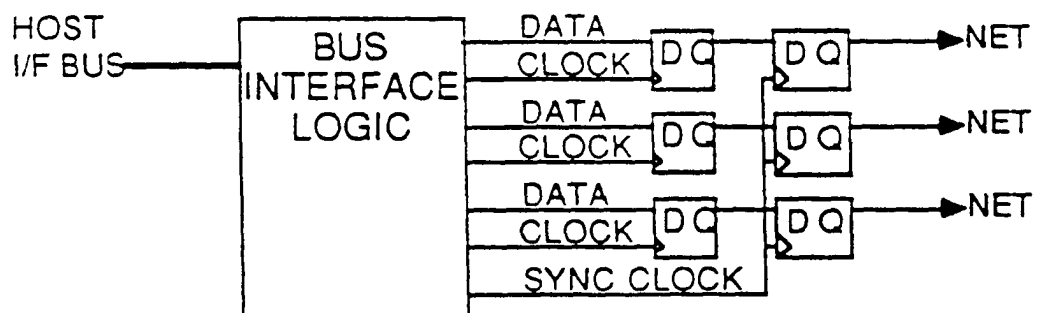 HOST
I/F BUS
BUS
INTERFACE
LOGIC
DATA
CLOCK
D Q
D Q
NET
DATA
CLOCK
D Q
D Q
NET
DATA
CLOCK
D Q
D Q
NET
SYNC CLOCK